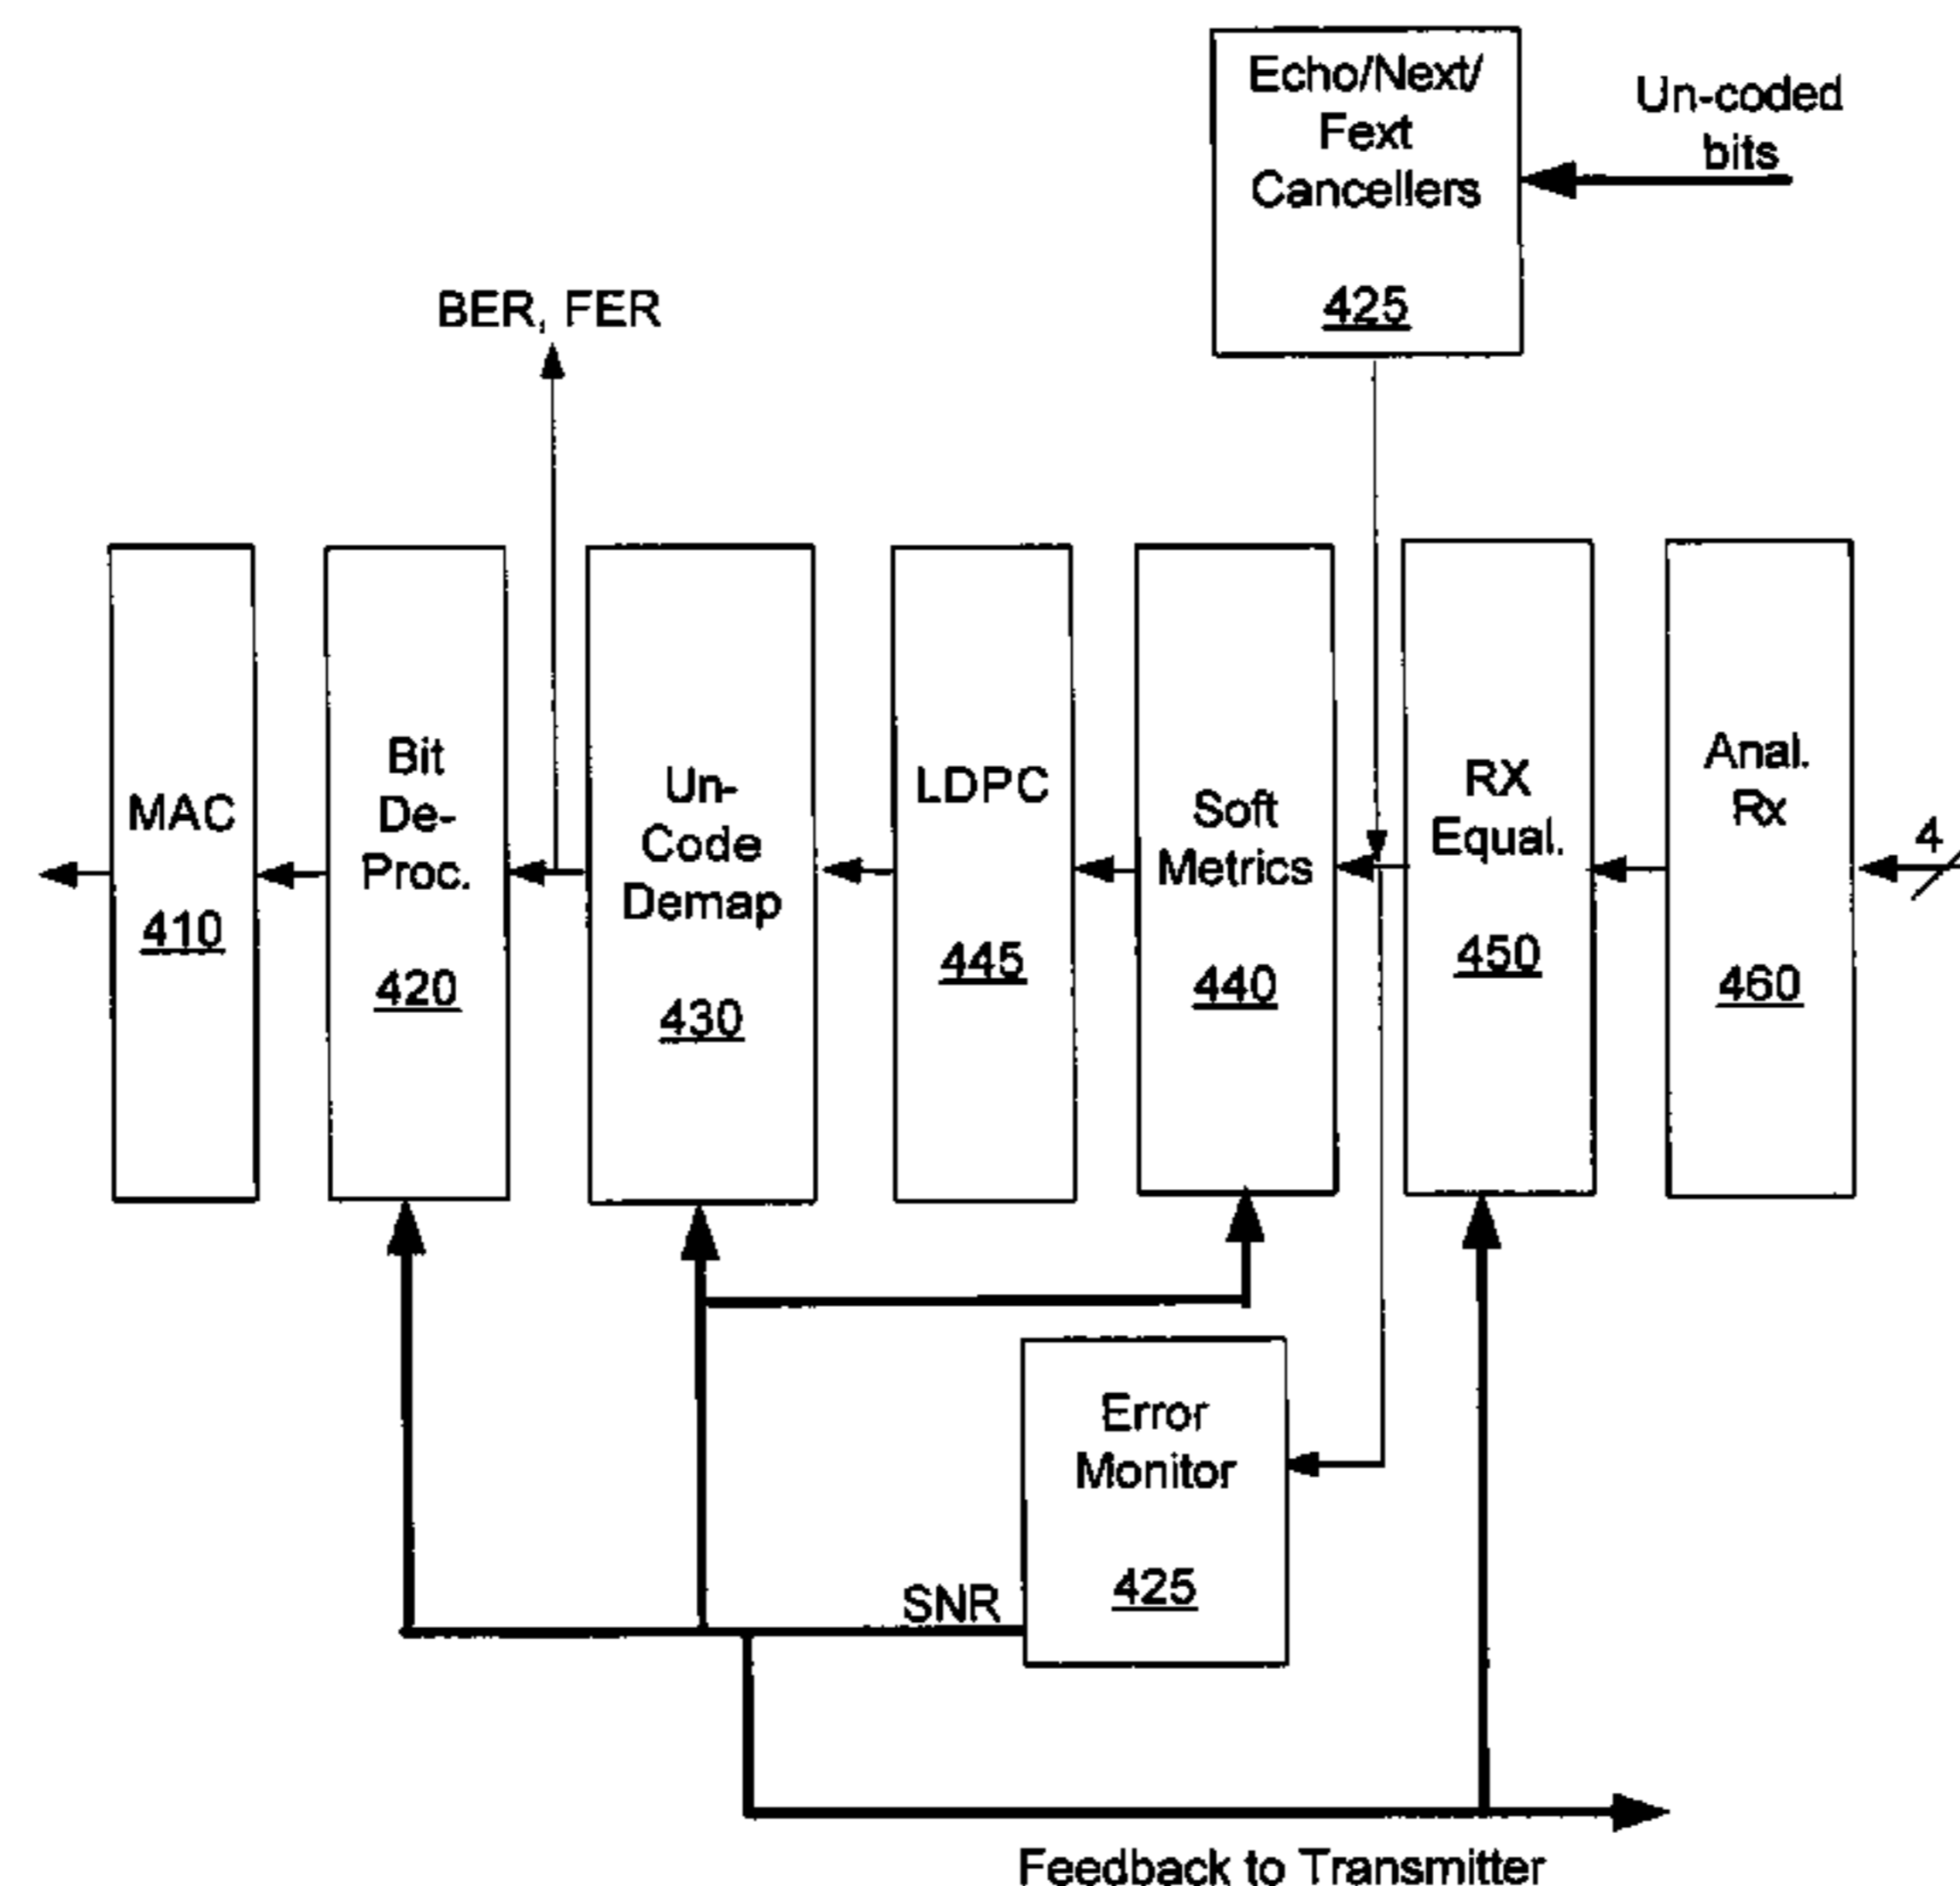 Echo/Next/
Fext
Cancellers
425
Un-coded
bits
BER, FER
MAC
410
Bit
De-
Proc.
420
Un-
Code
Demap
430
LDPC
445
Soft
Metrics
440
RX
Equal.
450
Anal.
Rx
460
4
Error
Monitor
425
SNR
Feedback to Transmitter